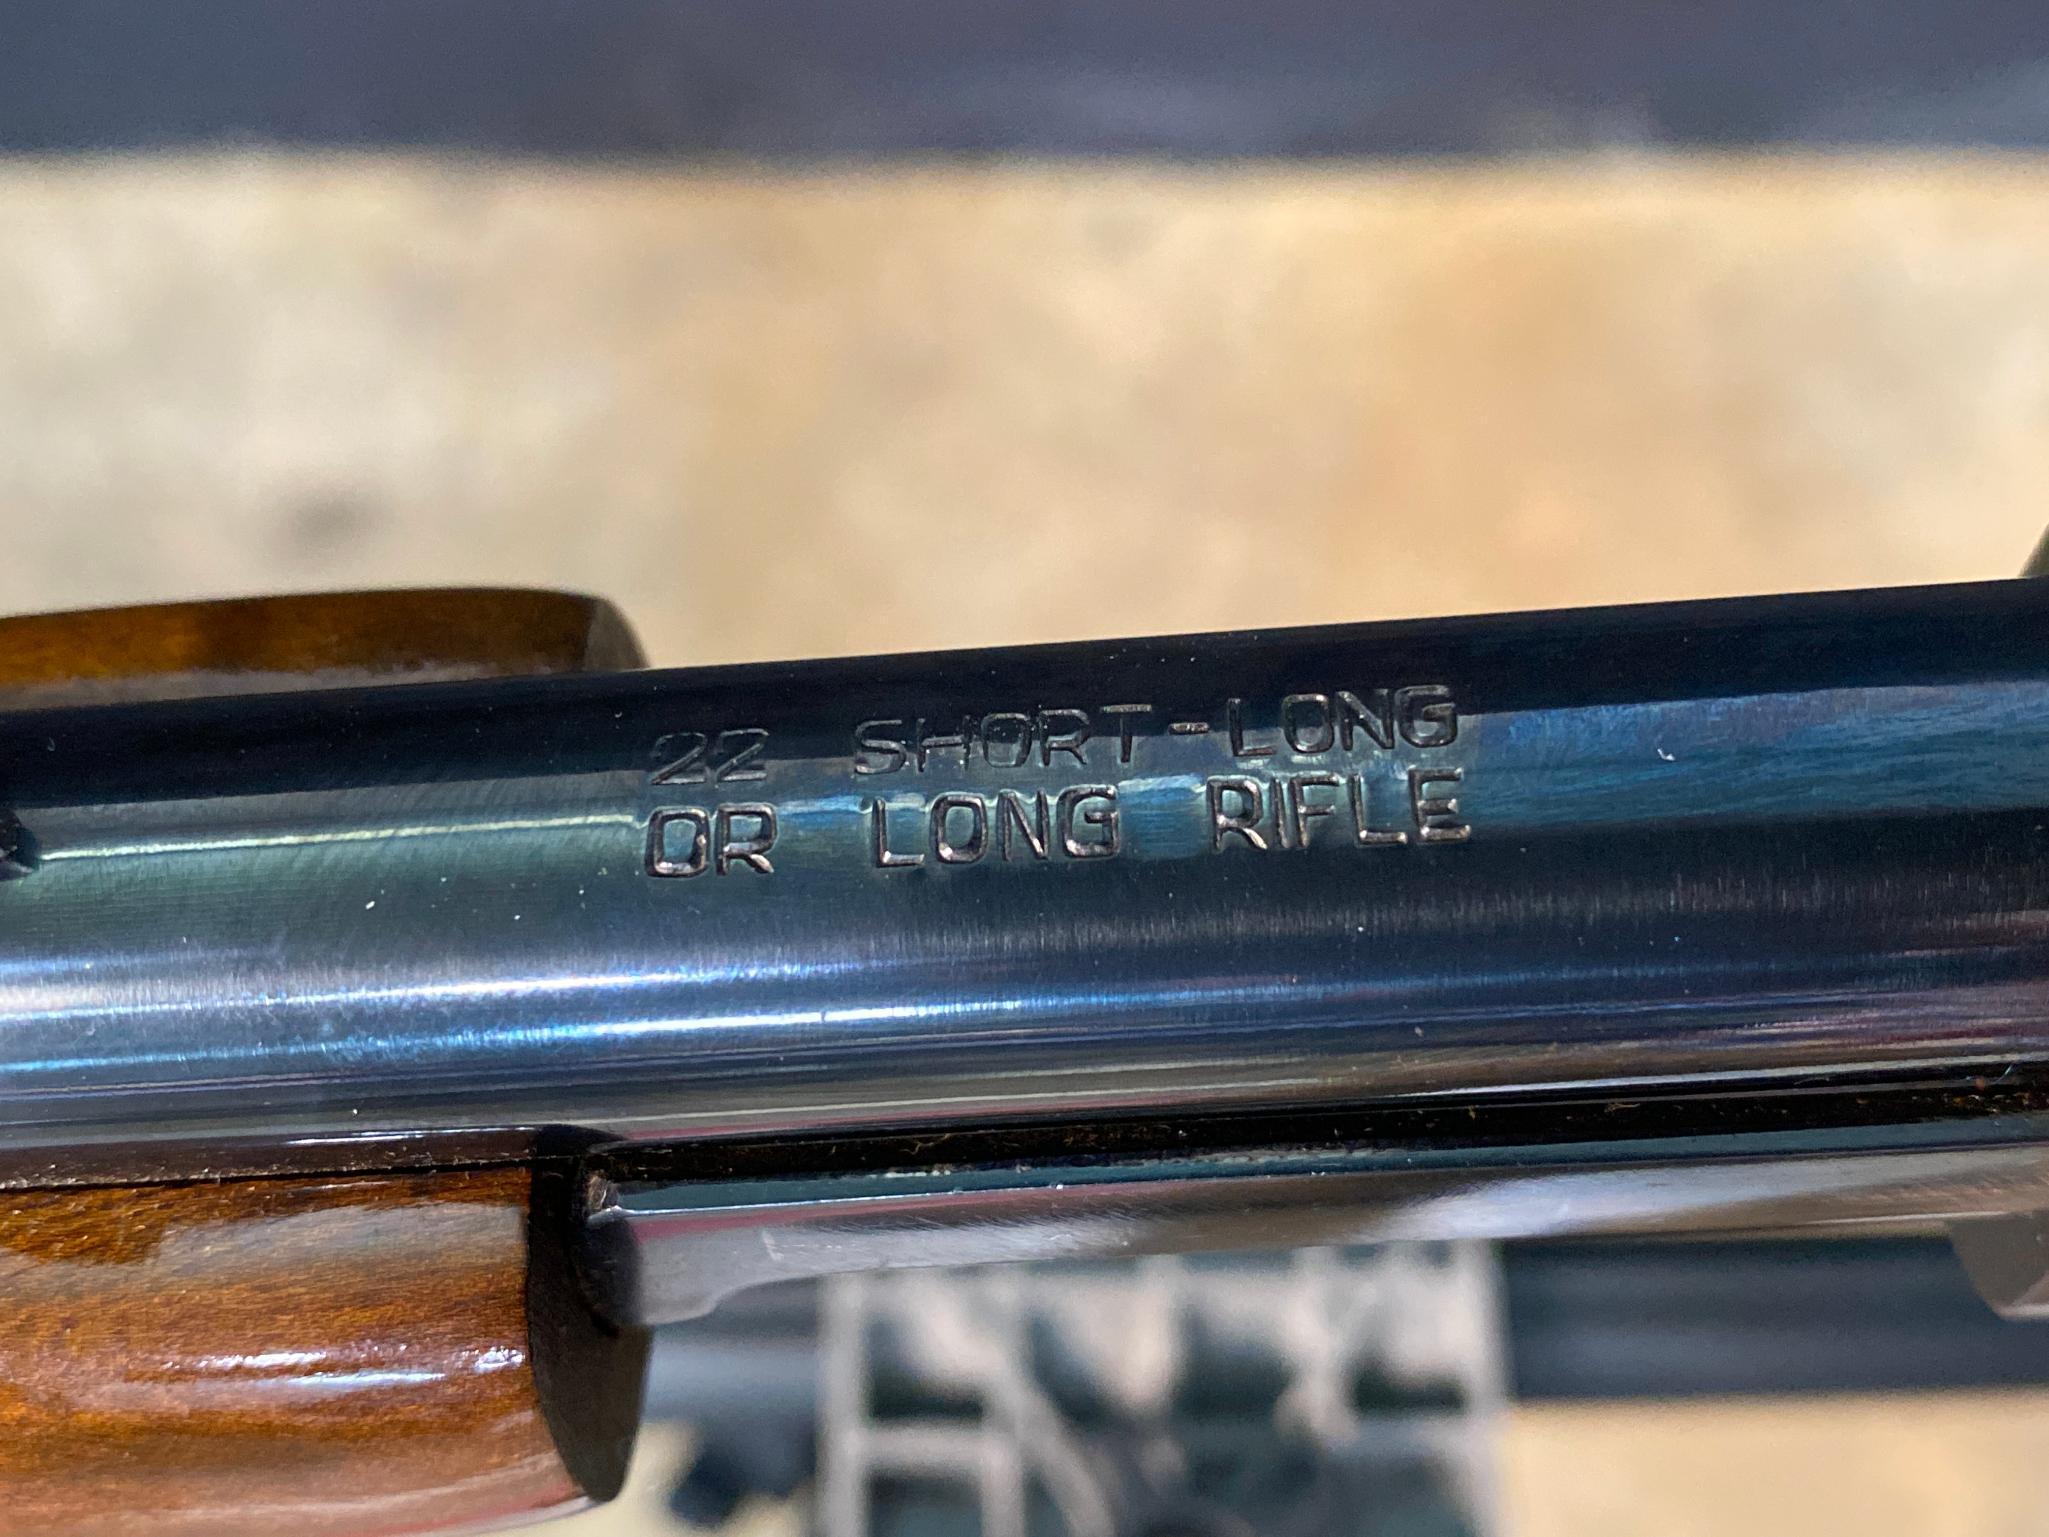 22 SHORT-LONG
OR LONG RIFLE